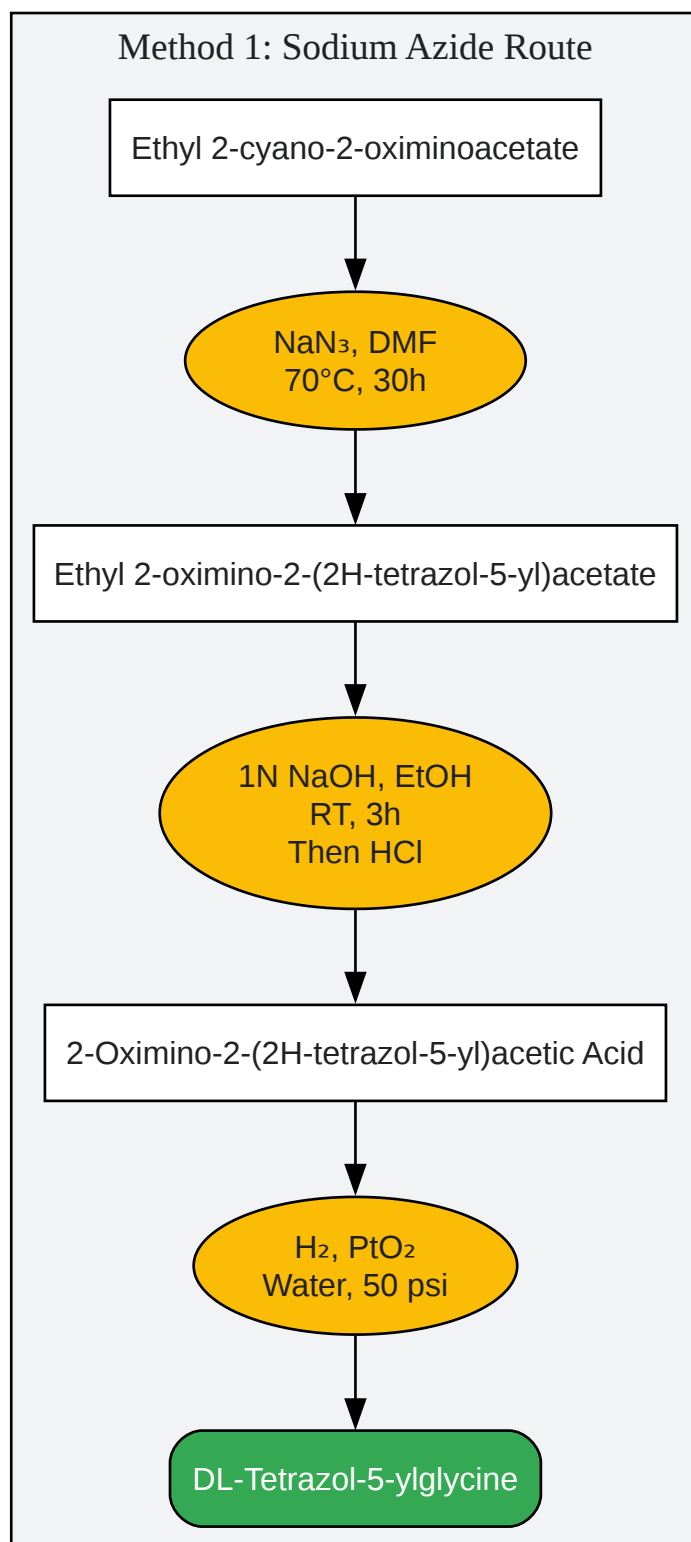 Method 1: Sodium Azide Route
Ethyl 2-cyano-2-oximinoacetate
NaN₃, DMF
70°C, 30h
Ethyl 2-oximino-2-(2H-tetrazol-5-yl)acetate
1N NaOH, EtOH
RT, 3h
Then HCl
2-Oximino-2-(2H-tetrazol-5-yl)acetic Acid
H₂, PtO₂
Water, 50 psi
DL-Tetrazol-5-ylglycine